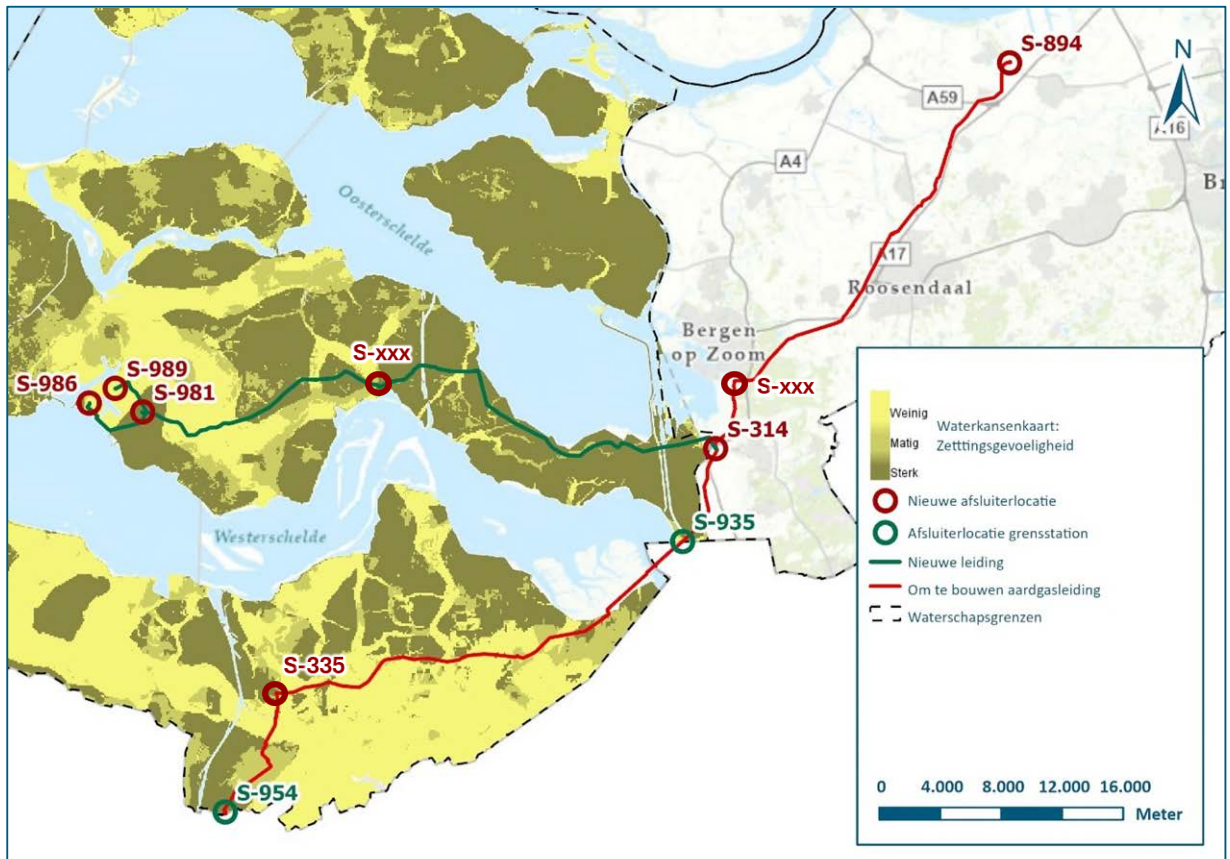 S-894
N
A59
A16
A4
Oosterschelde
Br
A17
Roosendaal
Bergen
op Zoom
S-xxx
S-989
S-986
S-981
S-xxx
S-314
Weinig
Matig
Sterk
Waterkansenkaart:
Zetttingsgevoeligheid
Nieuwe afsluiterlocatie
S-935
Westerschelde
Afsluiterlocatie grensstation
Nieuwe leiding
Om te bouwen aardgasleiding
Waterschapsgrenzen
S-335
S-954
0 4.000 8.000 12.000 16.000
Meter